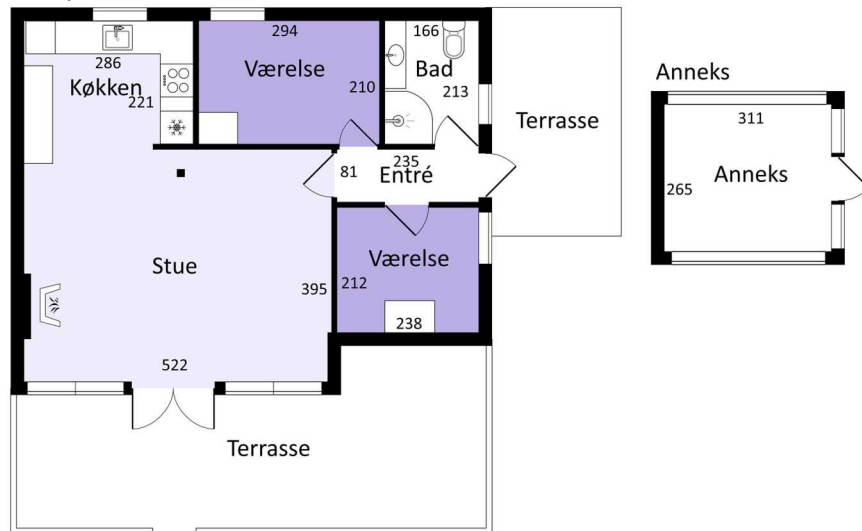 286
Køkken
221
294
Værelse
210
166
Bad
213
Terrasse
235
81
Entré
Stue
395
522
Værelse
212
238
Terrasse
Anneks
311
265
Anneks